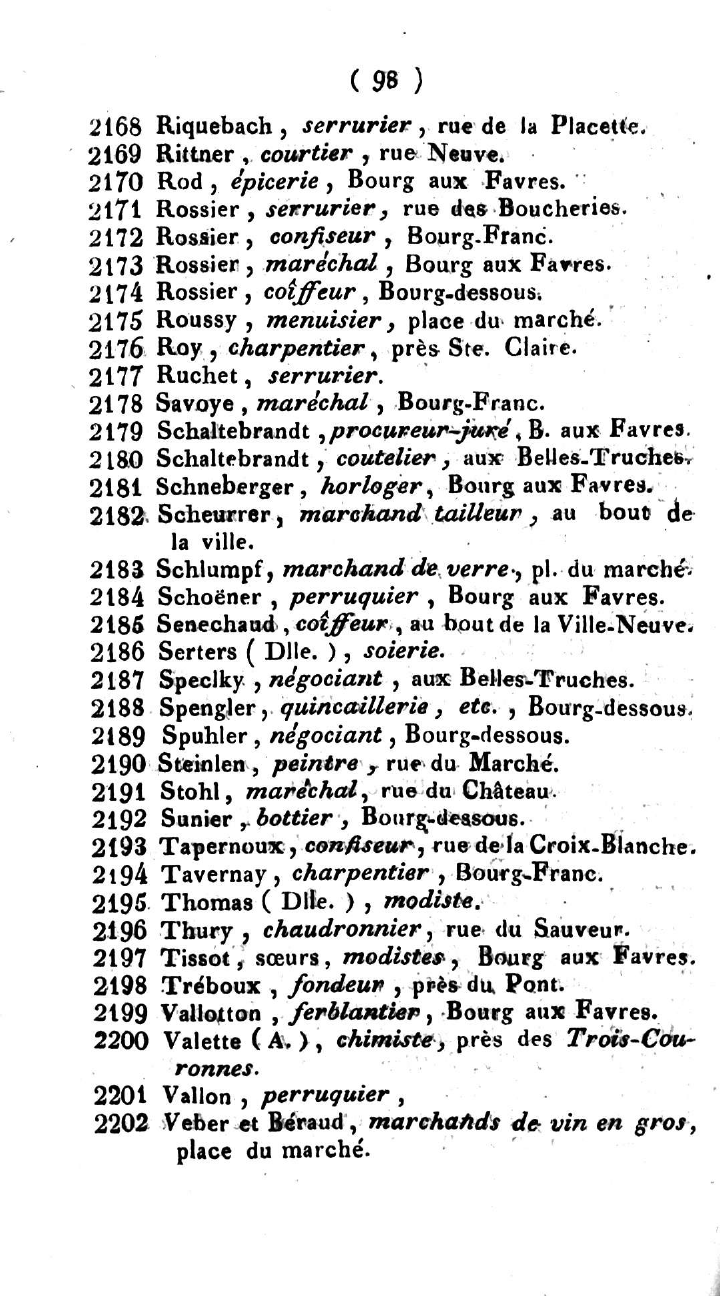 ( 98 )
2168 Riquebach , serrurier , rue de la Placette.
2169 Rittner , courtier , rue Neuve.
2170 Rod , épicerie , Bourg aux Favres.
2171 Rossier , serrurier , rue des Boucheries.
2172 Rossier , confiseur , Bourg-Franc.
2173 Rossier , maréchal , Bourg aux Favres.
2174 Rossier , coîffeur , Bourg-dessous.
2175 Roussy , menuisier , place du marché.
2176 Roy , charpentier , près Ste. Claire.
2177 Ruchet , serrurier.
2178 Savoye , maréchal , Bourg-Franc.
2179 Schaltebrandt , procureur-juré , B. aux Favres.
2180 Schaltebrandt , coutelier , aux Belles-Truches.
2181 Schneberger , horloger , Bourg aux Favres.
2182 Scheurrer , marchand tailleur , au bout de
la ville.
2183 Schlumpf , marchand de verre , pl. du marché.
2184 Schoëner , perruquier , Bourg aux Favres.
2185 Senechaud , coîffeur , au bout de la Ville-Neuve.
2186 Serters ( Dlle. ) , soierie.
2187 Speclky , négociant , aux Belles-Truches.
2188 Spengler , quincaillerie , etc. , Bourg-dessous.
2189 Spuhler , négociant , Bourg-dessous.
2190 Steinlen , peintre , rue du Marché.
2191 Stohl , maréchal , rue du Château.
2192 Sunier , bottier , Bourg-dessous.
2193 Tapernoux , confiseur , rue de la Croix-Blanche.
2194 Tavernay , charpentier , Bourg-Franc.
2195 Thomas ( Dlle. ) , modiste.
2196 Thury , chaudronnier , rue du Sauveur.
2197 Tissot , sœurs , modistes , Bourg aux Favres.
2198 Tréboux , fondeur , près du Pont.
2199 Vallotton , ferblantier , Bourg aux Favres.
2200 Valette ( A. ) , chimiste , près des Trois-Cou-
ronnes.
2201 Vallon , perruquier ,
2202 Veber et Béraud , marchands de vin en gros ,
place du marché.